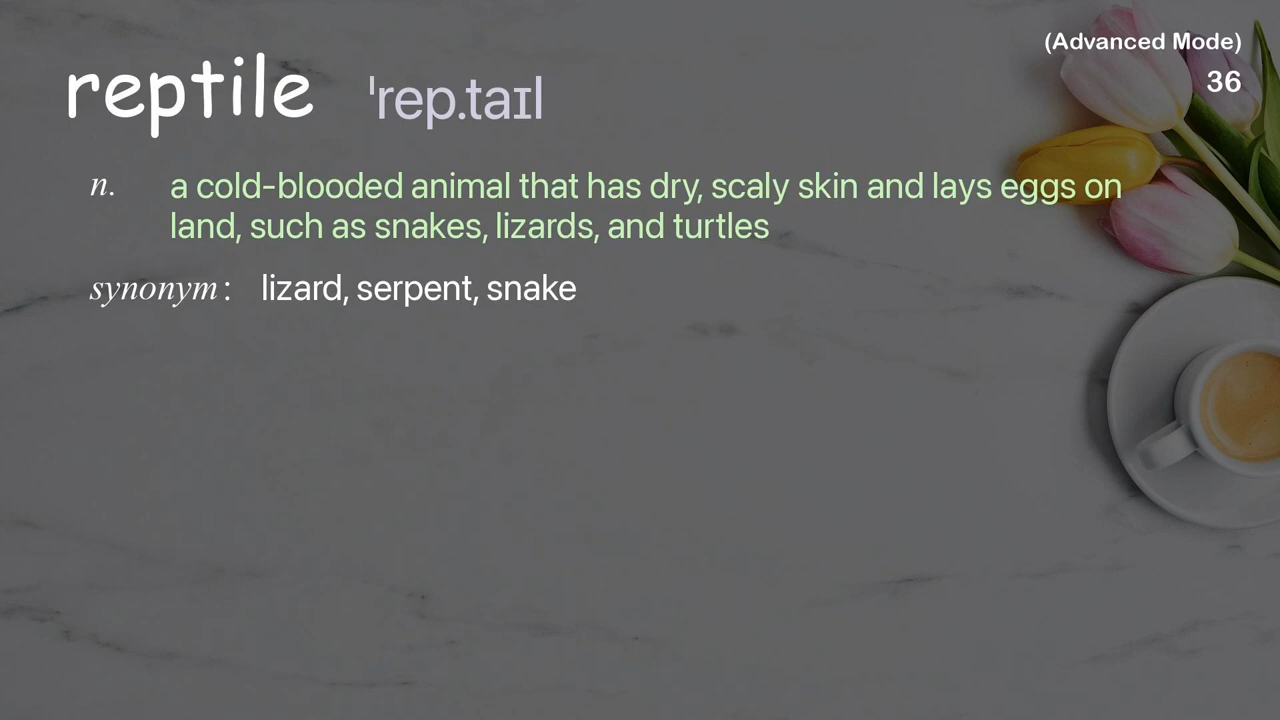 (Advanced Mode)
36
reptile ˈrep.taɪl
n. a cold-blooded animal that has dry, scaly skin and lays eggs on
land, such as snakes, lizards, and turtles
synonym: lizard, serpent, snake